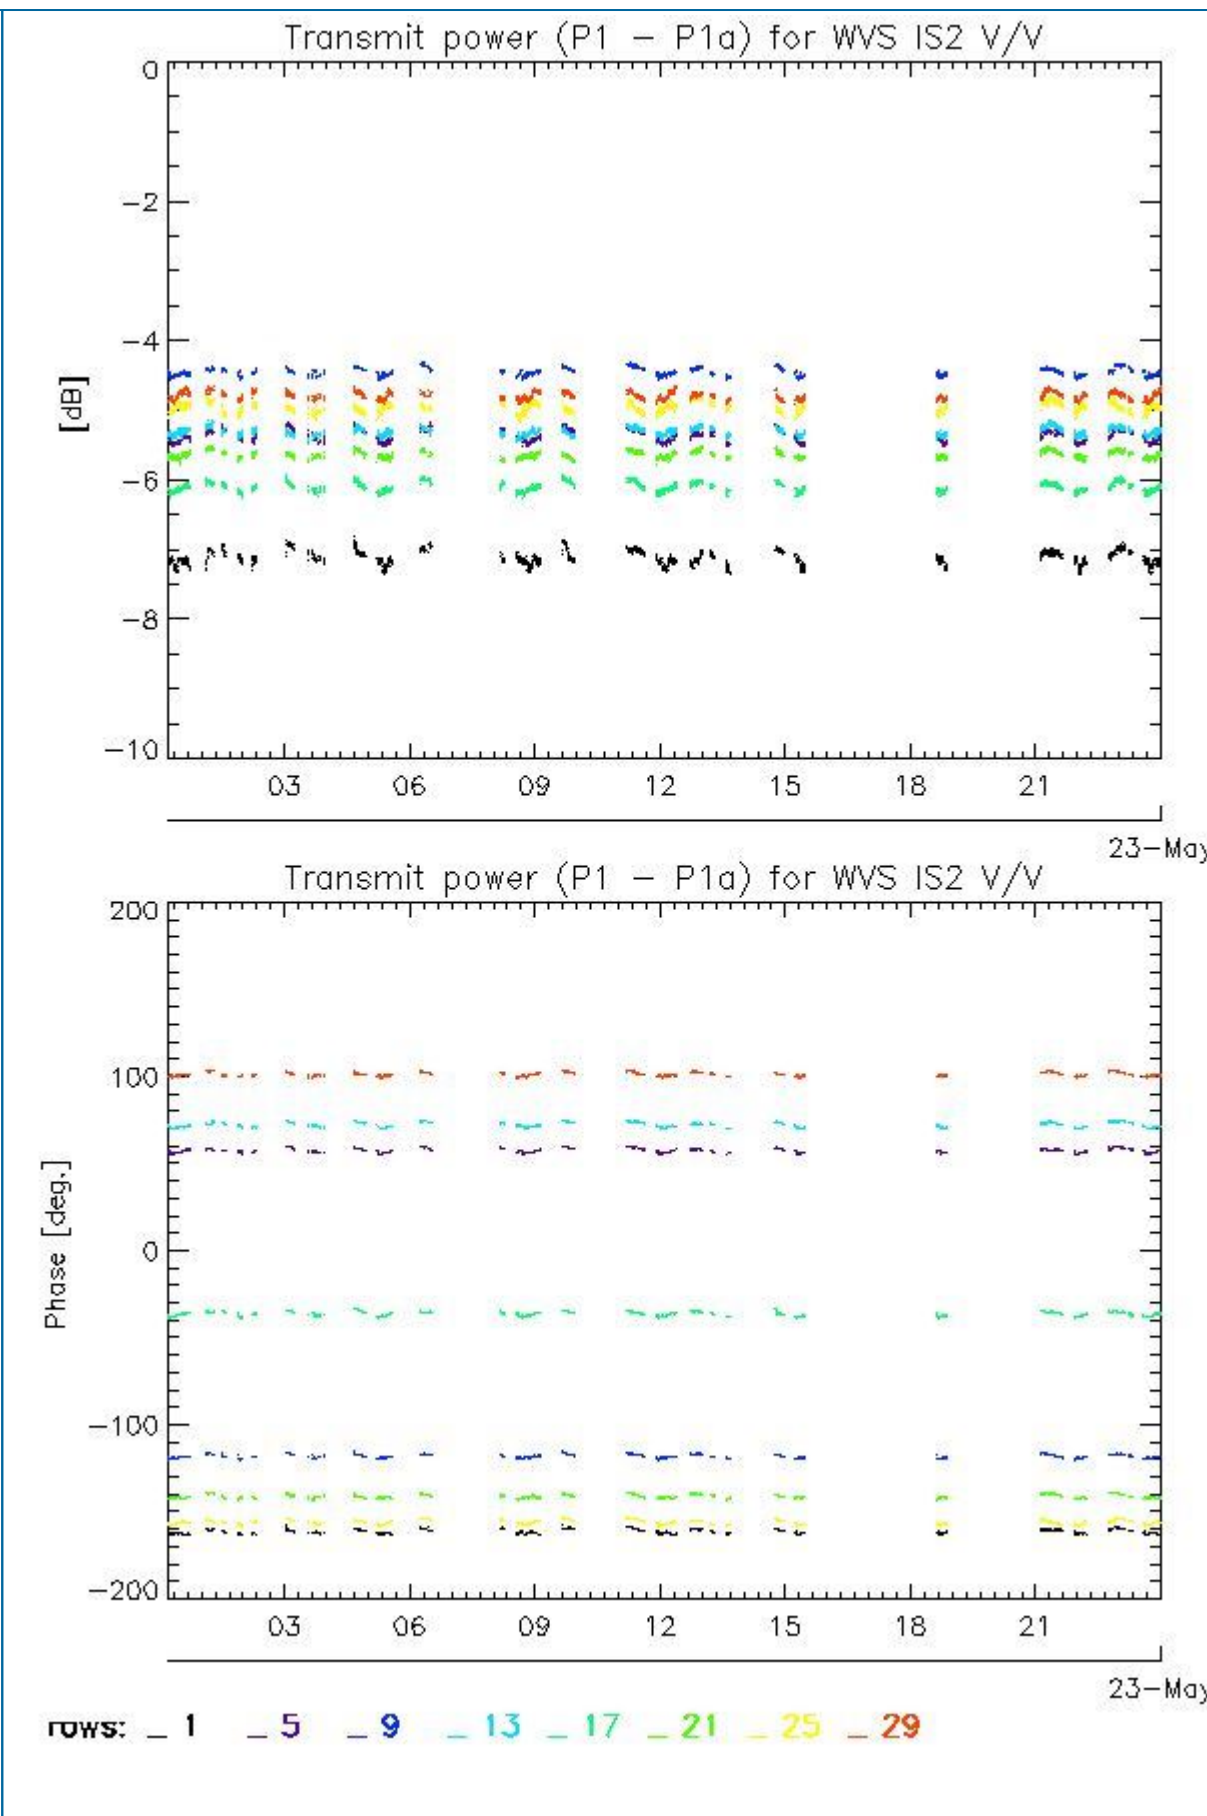 Transmit power (P1 − P1a) for WVS IS2 V/V
0
−2
−4
[dB]
−6
−8
−10
03 06 09 12 15 18 21
23−May
Transmit power (P1 − P1a) for WVS IS2 V/V
200
100
Phase [deg.]
0
−100
−200
03 06 09 12 15 18 21
23−May
rows: _ 1 _ 5 _ 9 _ 13 _ 17 _ 21 _ 25 _ 29